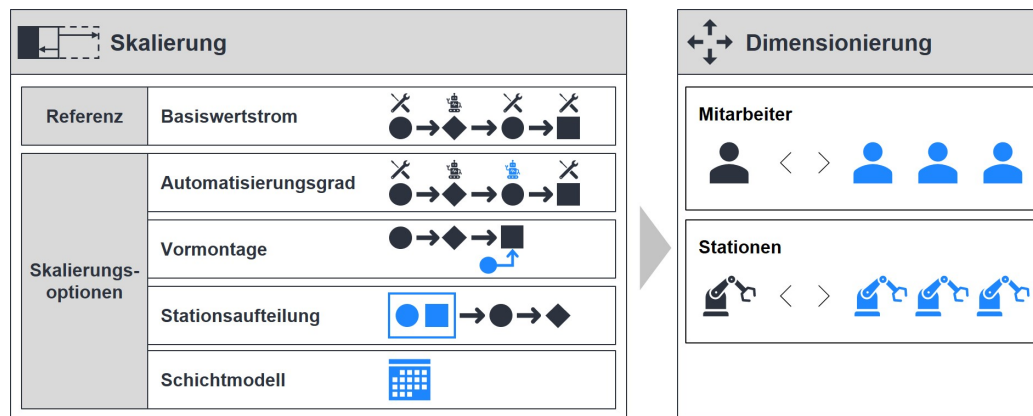 Skalierung
Referenz
Basiswertstrom
Skalierungs-
optionen
Automatisierungsgrad
Vormontage
Stationsaufteilung
Schichtmodell
Dimensionierung
Mitarbeiter
Stationen